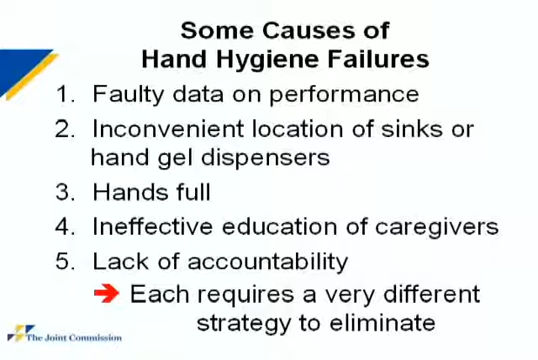 Some Causes of
Hand Hygiene Failures
1. Faulty data on performance
2. Inconvenient location of sinks or
hand gel dispensers
3. Hands full
4. Ineffective education of caregivers
5. Lack of accountability
➔ Each requires a very different
strategy to eliminate
The Joint Commission